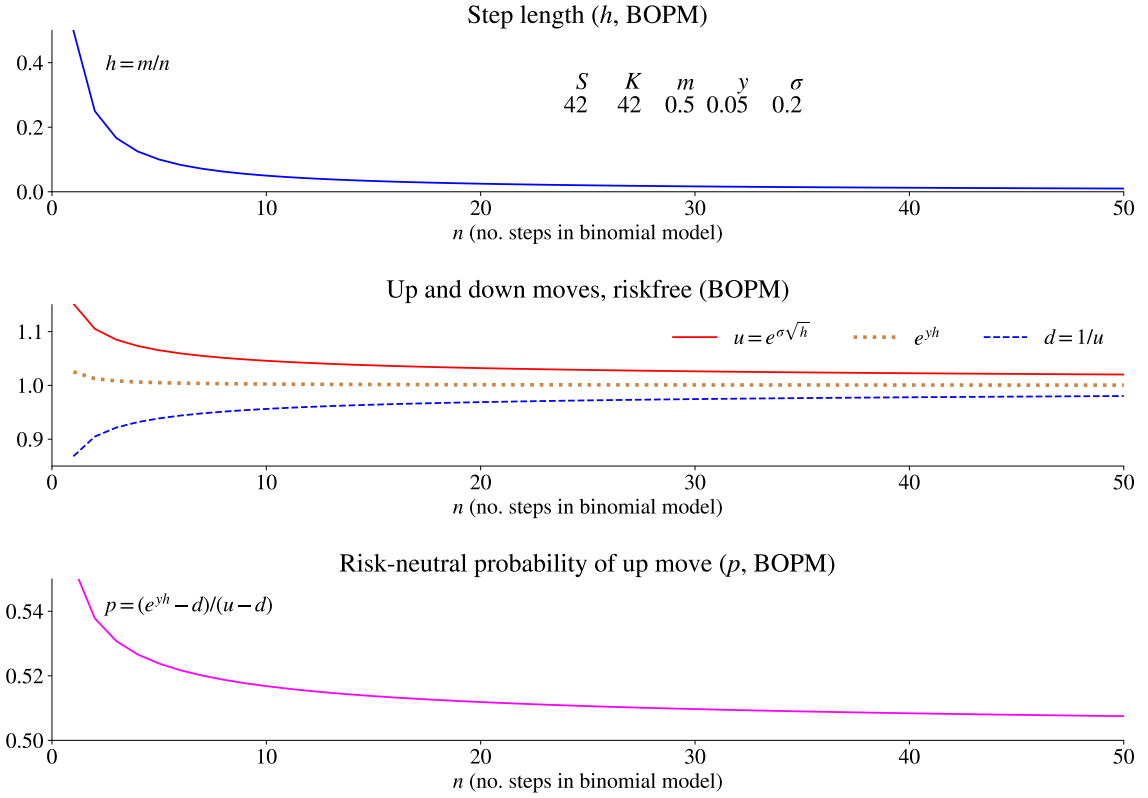 Step length (h, BOPM)
h = m/n
S K m y σ
42 42 0.5 0.05 0.2
0.4
0.2
0.0
0 10 20 30 40 50
n (no. steps in binomial model)
Up and down moves, riskfree (BOPM)
u = e^{σ√h} e^{yh} d = 1/u
1.1
1.0
0.9
0 10 20 30 40 50
n (no. steps in binomial model)
Risk-neutral probability of up move (p, BOPM)
p = (e^{yh} − d)/(u − d)
0.54
0.52
0.50
0 10 20 30 40 50
n (no. steps in binomial model)